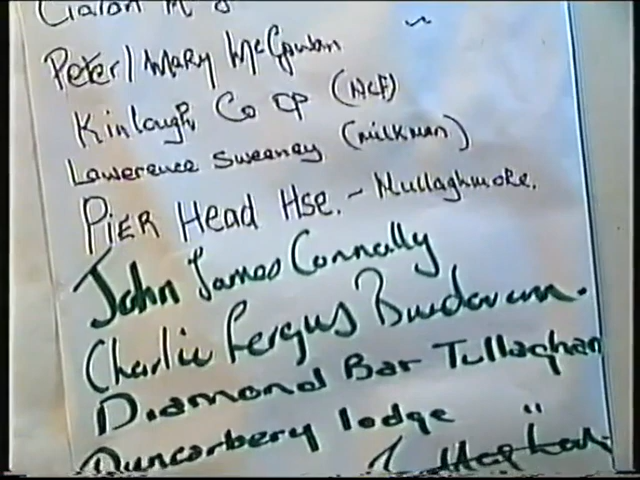 Peter/Mary McGowan
Kinlough Co OP (NCF)
Lawerence Sweeney (milkman)
PIER Head Hse. - Mullaghmore.
John James Connally
Charlie Fergus Bundoran.
Diamond Bar Tullaghan
Duncarbery lodge "